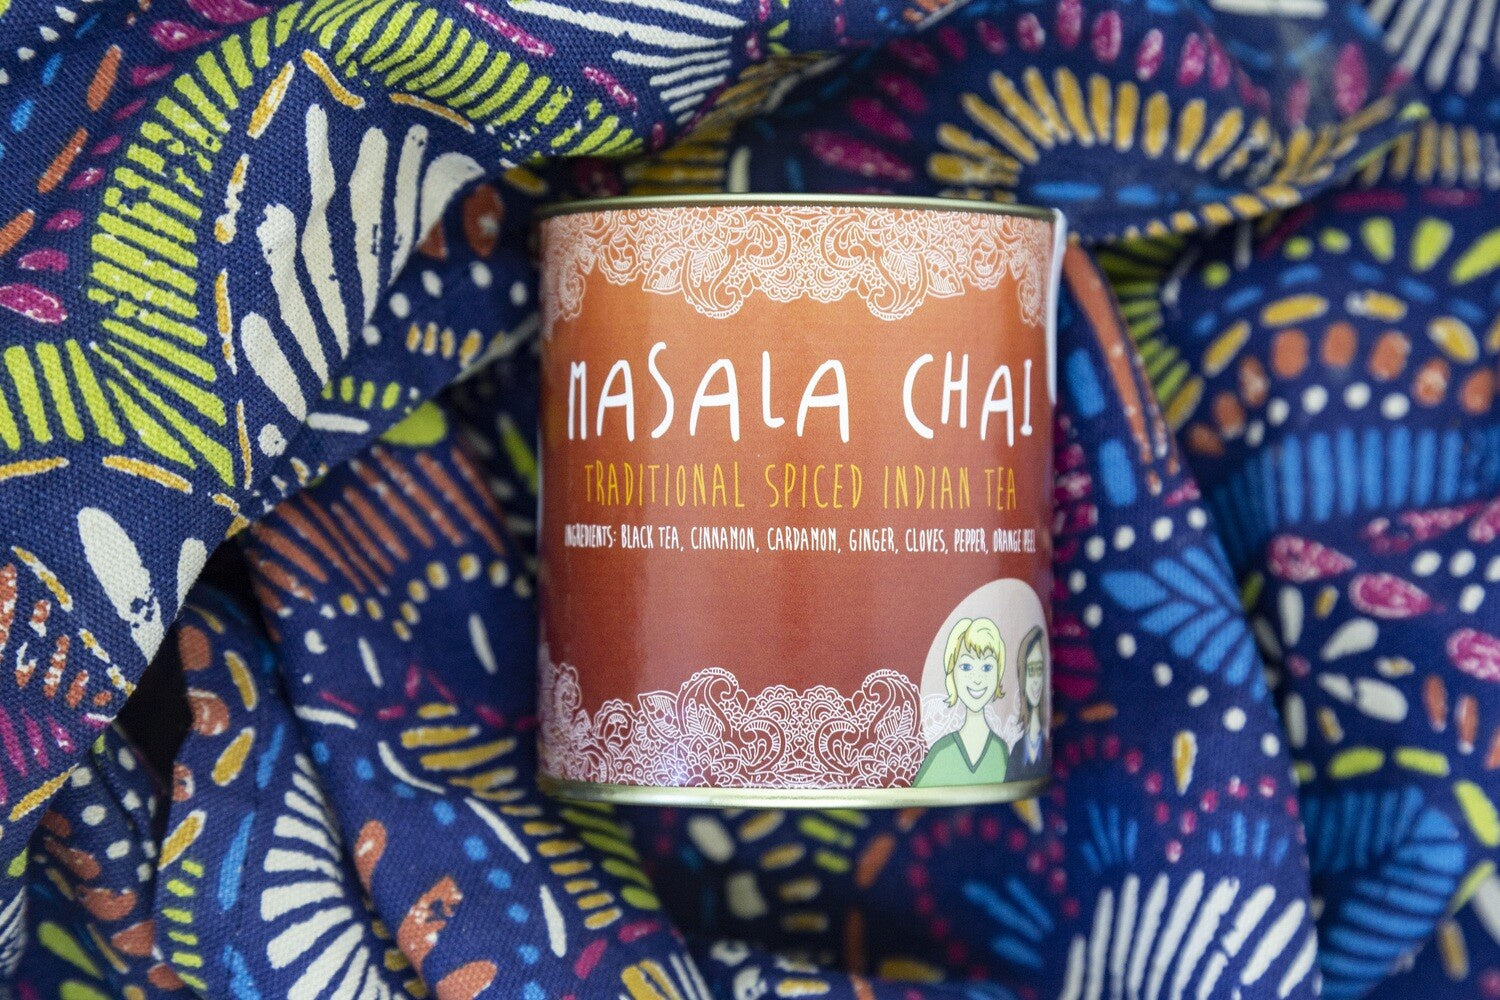 MASALA CHAI
TRADITIONAL SPICED INDIAN TEA
INGREDIENTS: BLACK TEA, CINNAMON, CARDAMON, GINGER, CLOVES, PEPPER, ORANGE PEEL